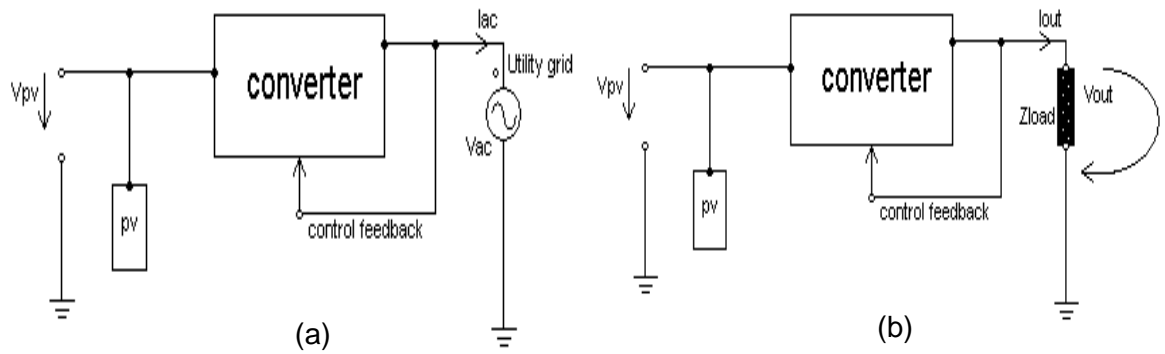 Iac
Vpv
converter
Utility grid
Vac
pv
control feedback
(a)
Iout
Vpv
converter
Vout
Zload
pv
control feedback
(b)